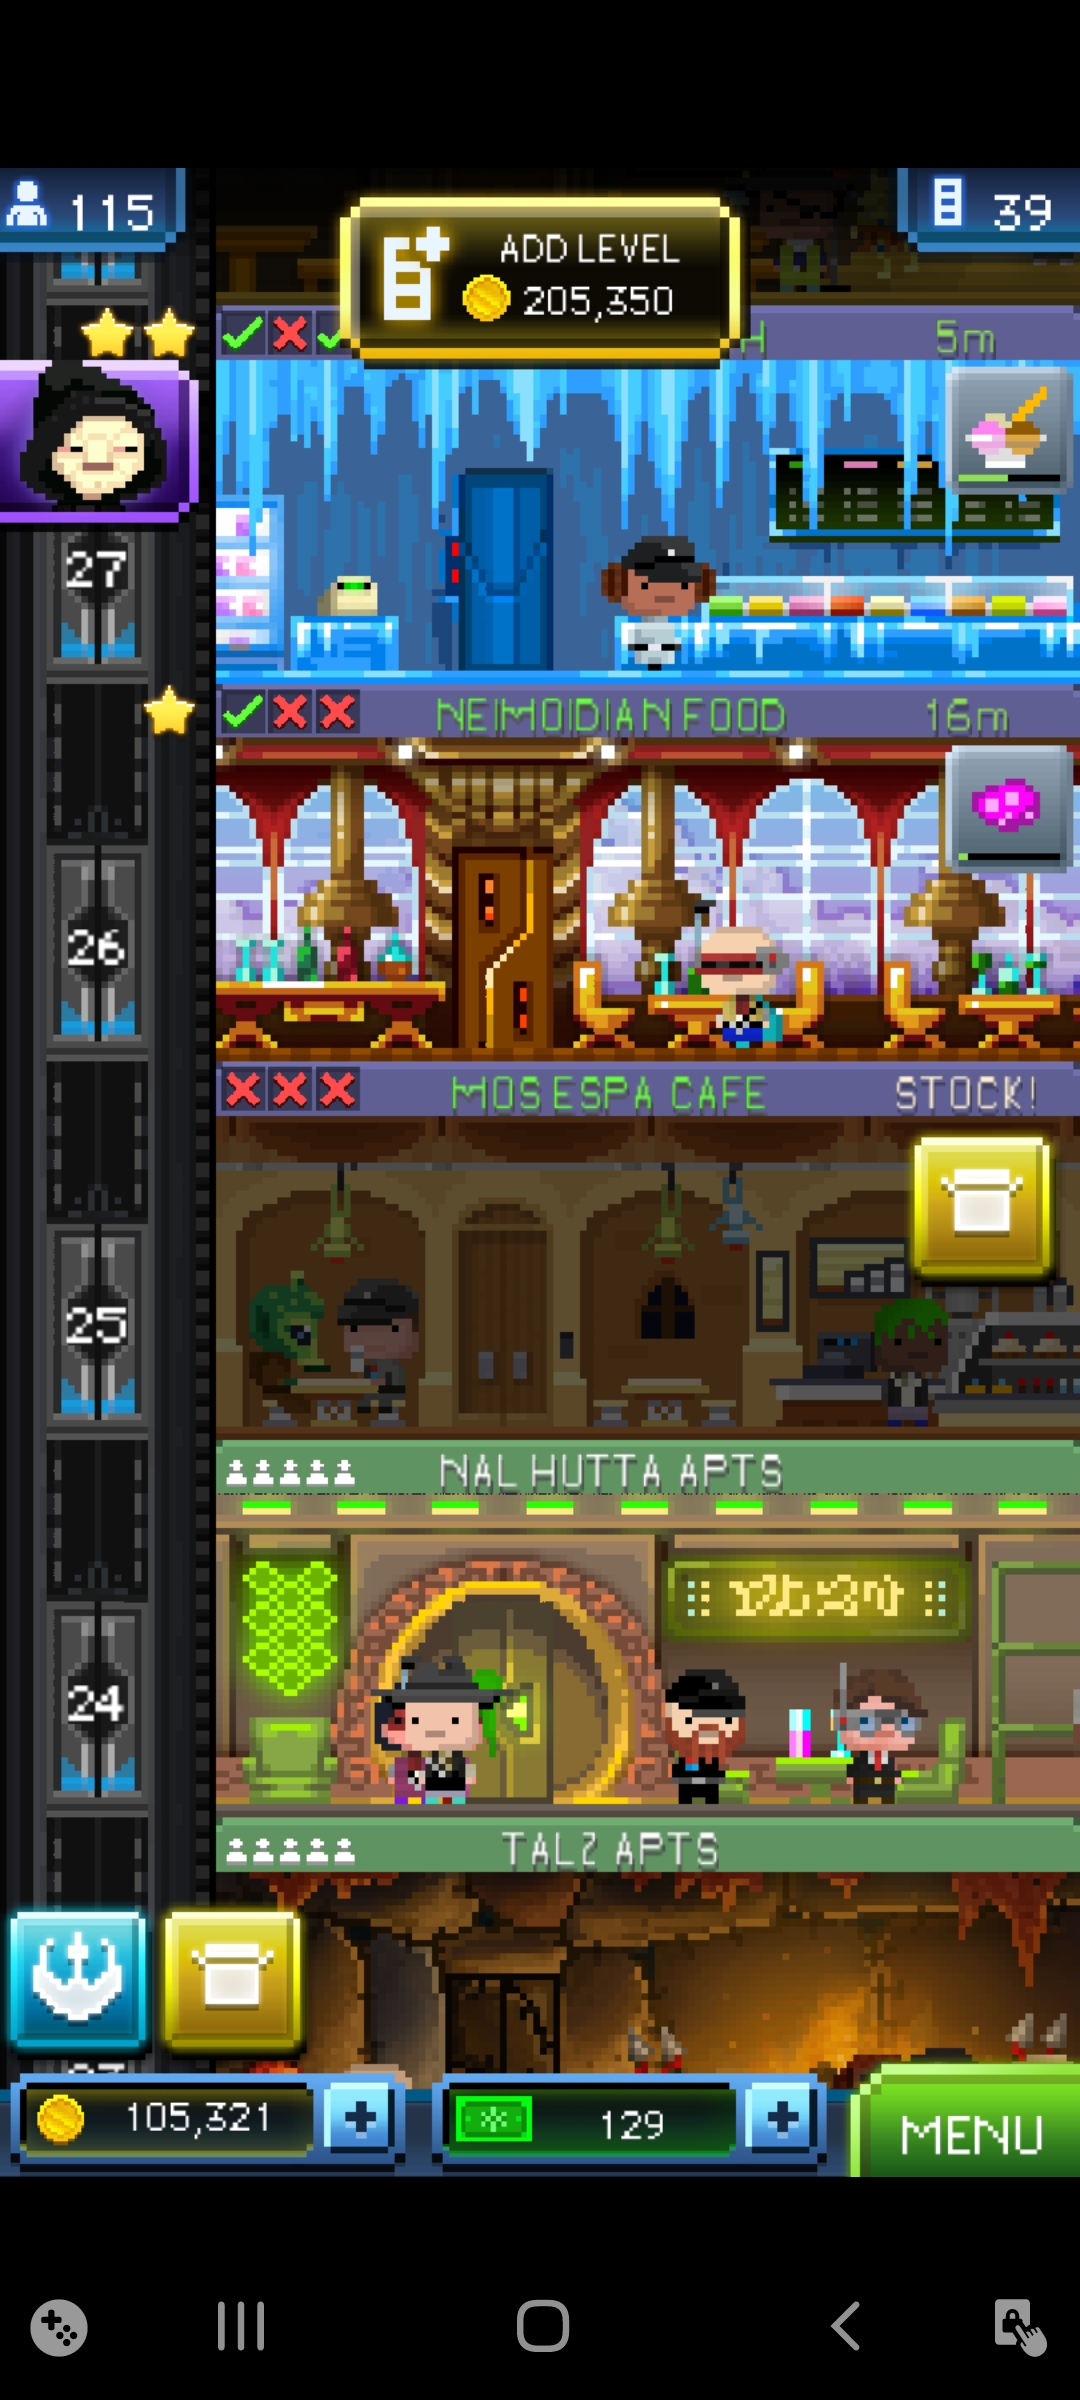 115
ADD LEVEL
205,350
39
H 5m
27
NEIMOIDIAN FOOD 16m
26
MOS ESPA CAFE STOCK!
25
NAL HUTTA APTS
24
TALZ APTS
105,321
129
MENU